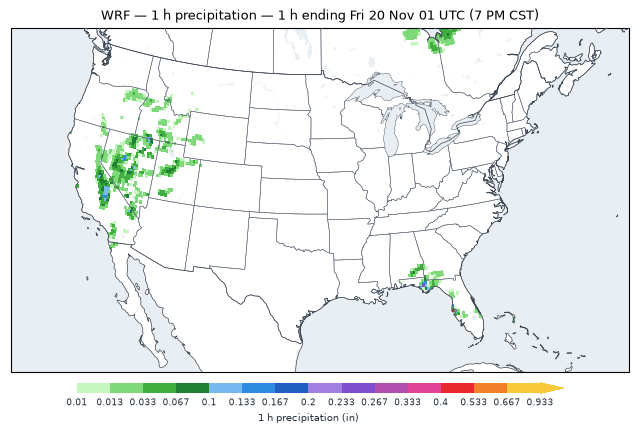 WRF — 1 h precipitation — 1 h ending Fri 20 Nov 01 UTC (7 PM CST)
0.01 0.013 0.033 0.067 0.1 0.133 0.167 0.2 0.233 0.267 0.333 0.4 0.533 0.667 0.933
1 h precipitation (in)